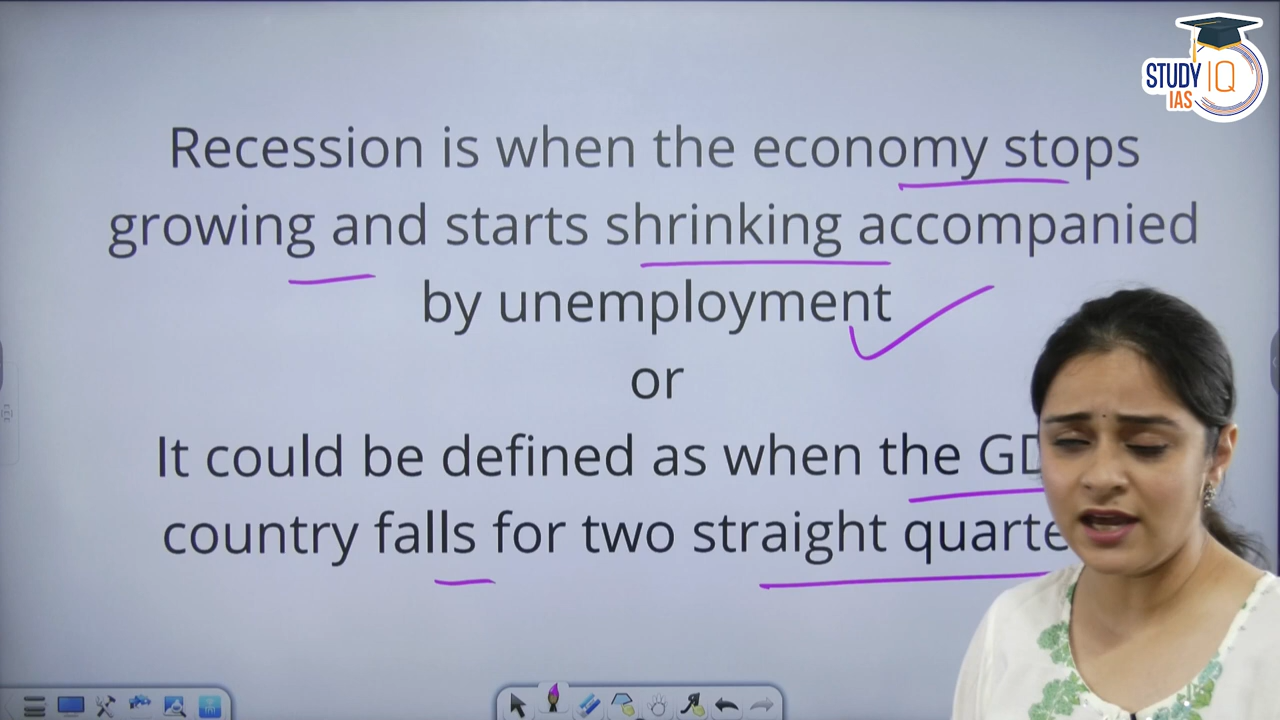 STUDY IQ
IAS
Recession is when the economy stops
growing and starts shrinking accompanied
by unemployment
or
It could be defined as when the
country falls for two straight